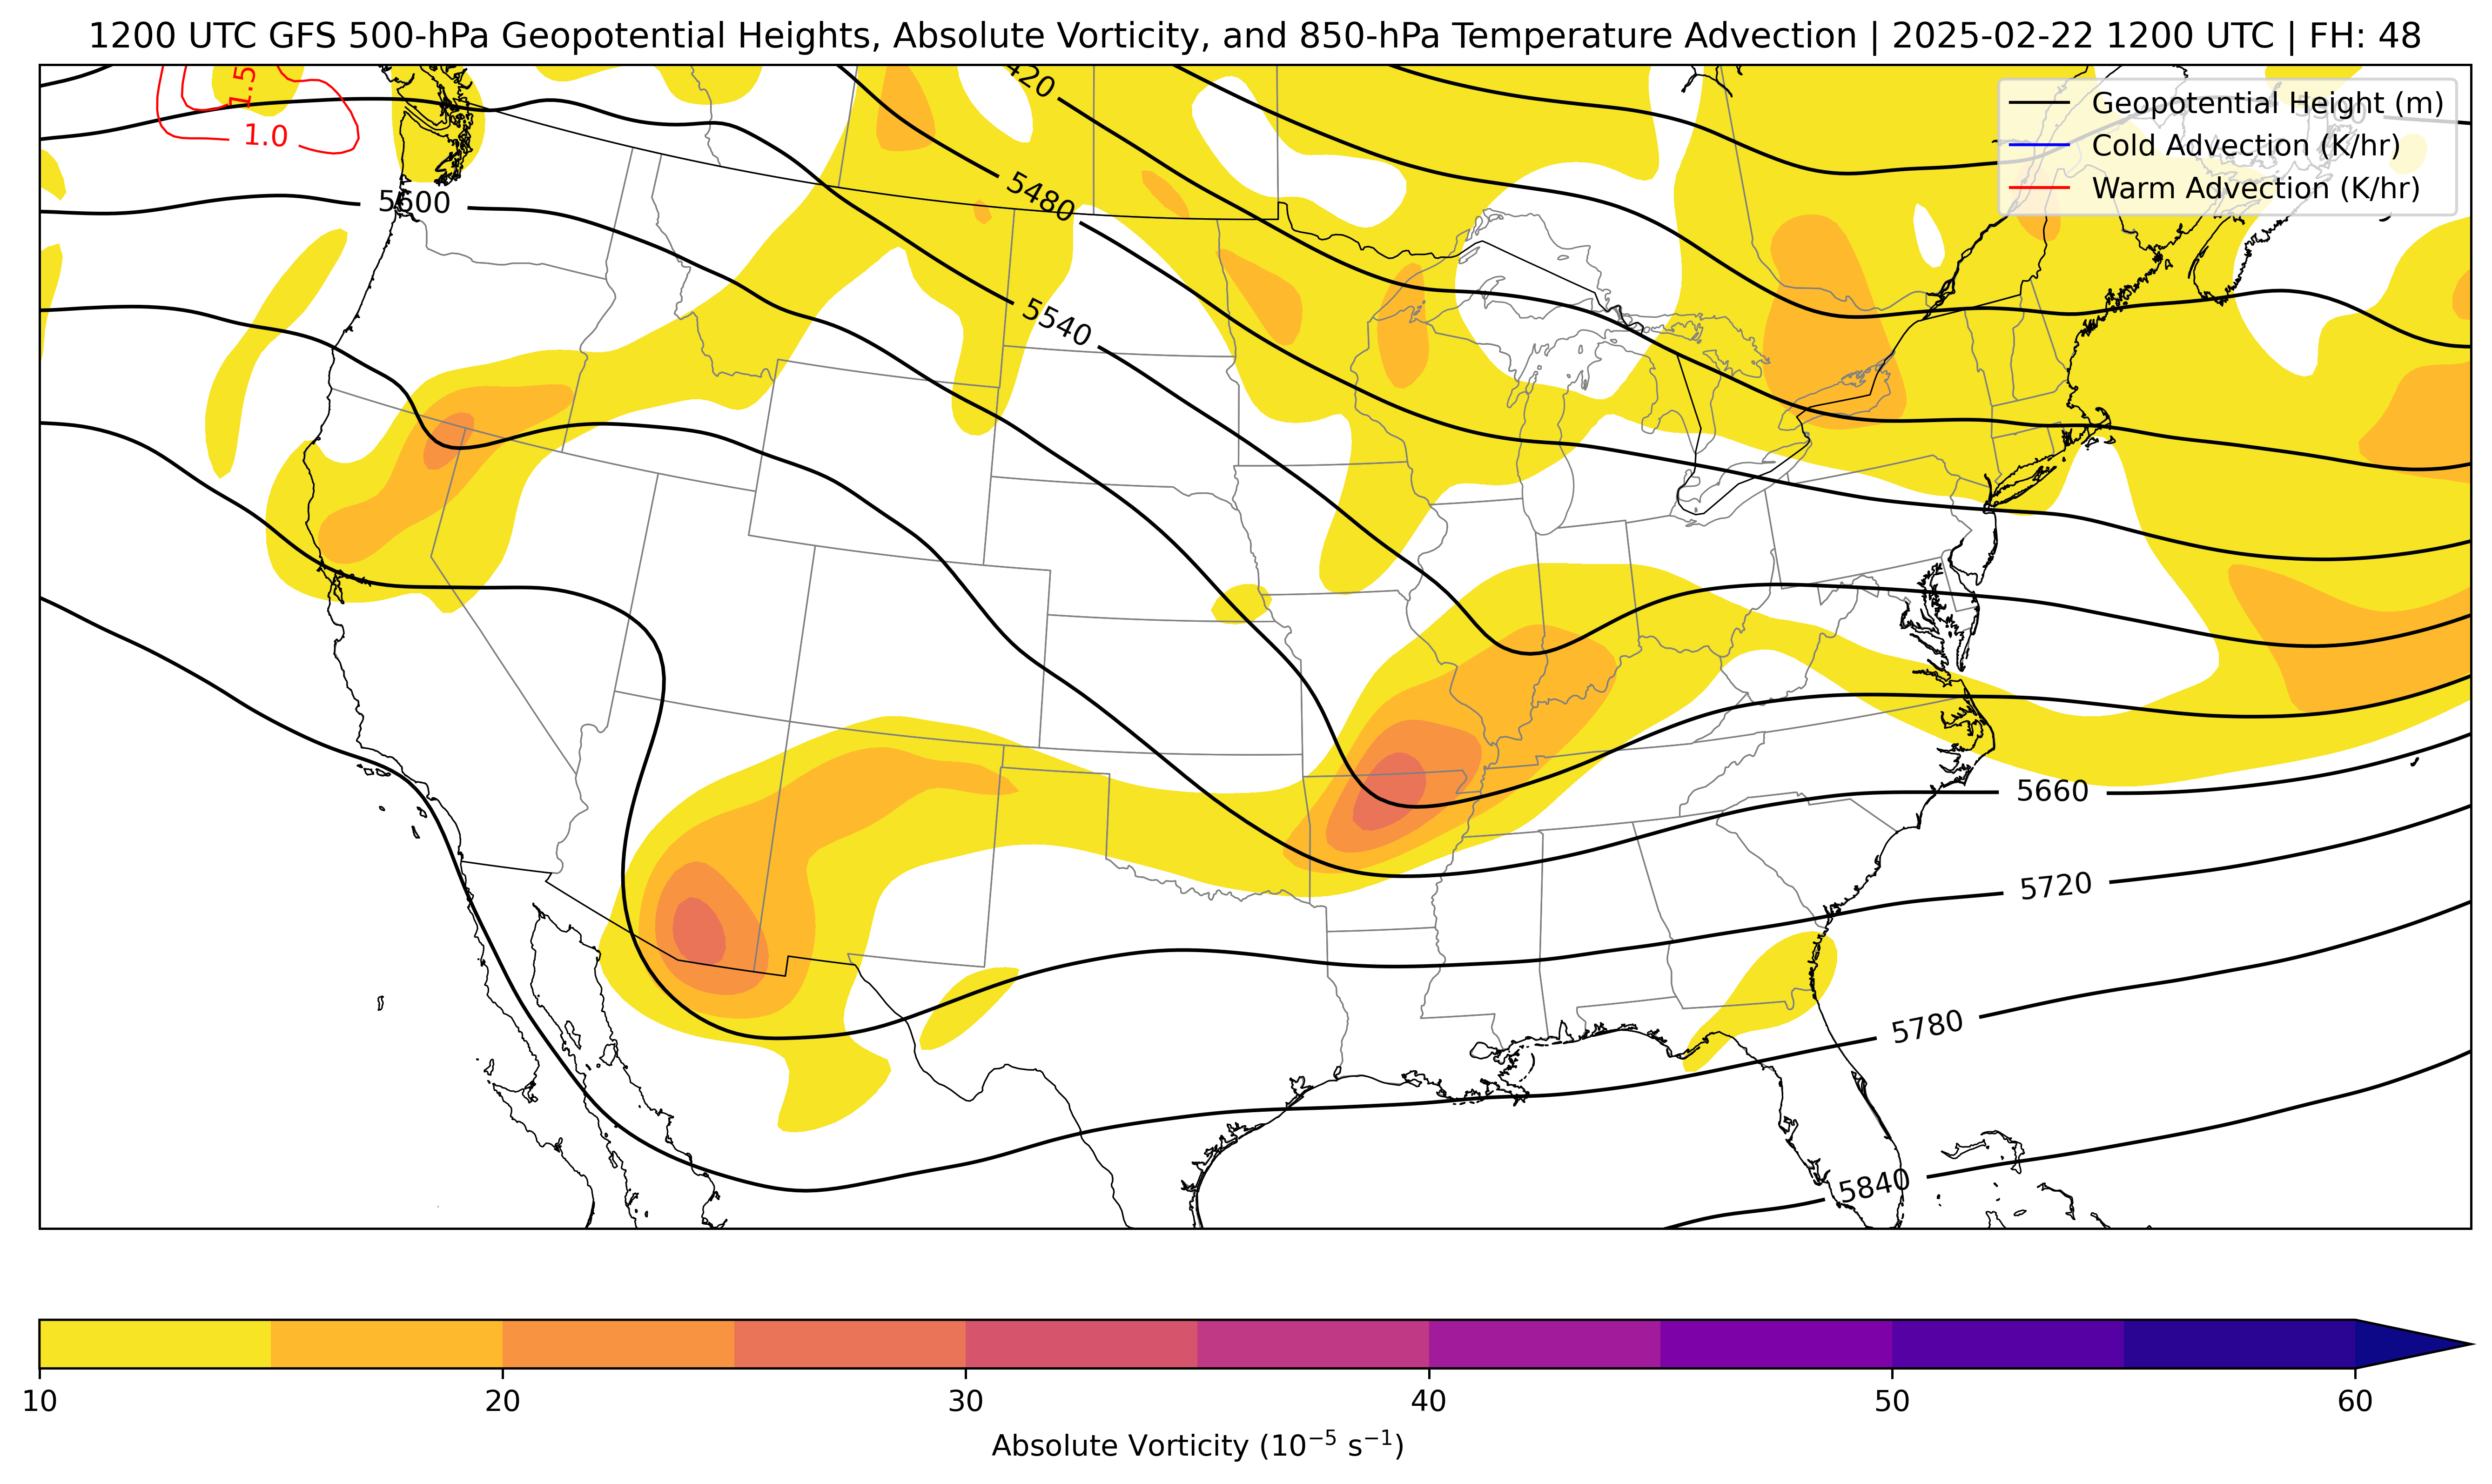 1200 UTC GFS 500-hPa Geopotential Heights, Absolute Vorticity, and 850-hPa Temperature Advection | 2025-02-22 1200 UTC | FH: 48
1.5
1.0
Geopotential Height (m)
Cold Advection (K/hr)
Warm Advection (K/hr)
5480
5600
5540
5660
5720
5780
5840
10 20 30 40 50 60
Absolute Vorticity (10⁻⁵ s⁻¹)